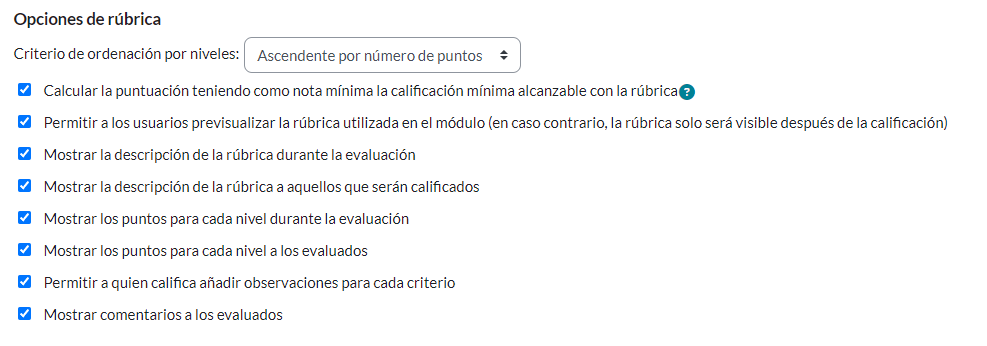 Opciones de rúbrica
Criterio de ordenación por niveles: Ascendente por número de puntos
Calcular la puntuación teniendo como nota mínima la calificación mínima alcanzable con la rúbrica ?
Permitir a los usuarios previsualizar la rúbrica utilizada en el módulo (en caso contrario, la rúbrica solo será visible después de la calificación)
Mostrar la descripción de la rúbrica durante la evaluación
Mostrar la descripción de la rúbrica a aquellos que serán calificados
Mostrar los puntos para cada nivel durante la evaluación
Mostrar los puntos para cada nivel a los evaluados
Permitir a quien califica añadir observaciones para cada criterio
Mostrar comentarios a los evaluados